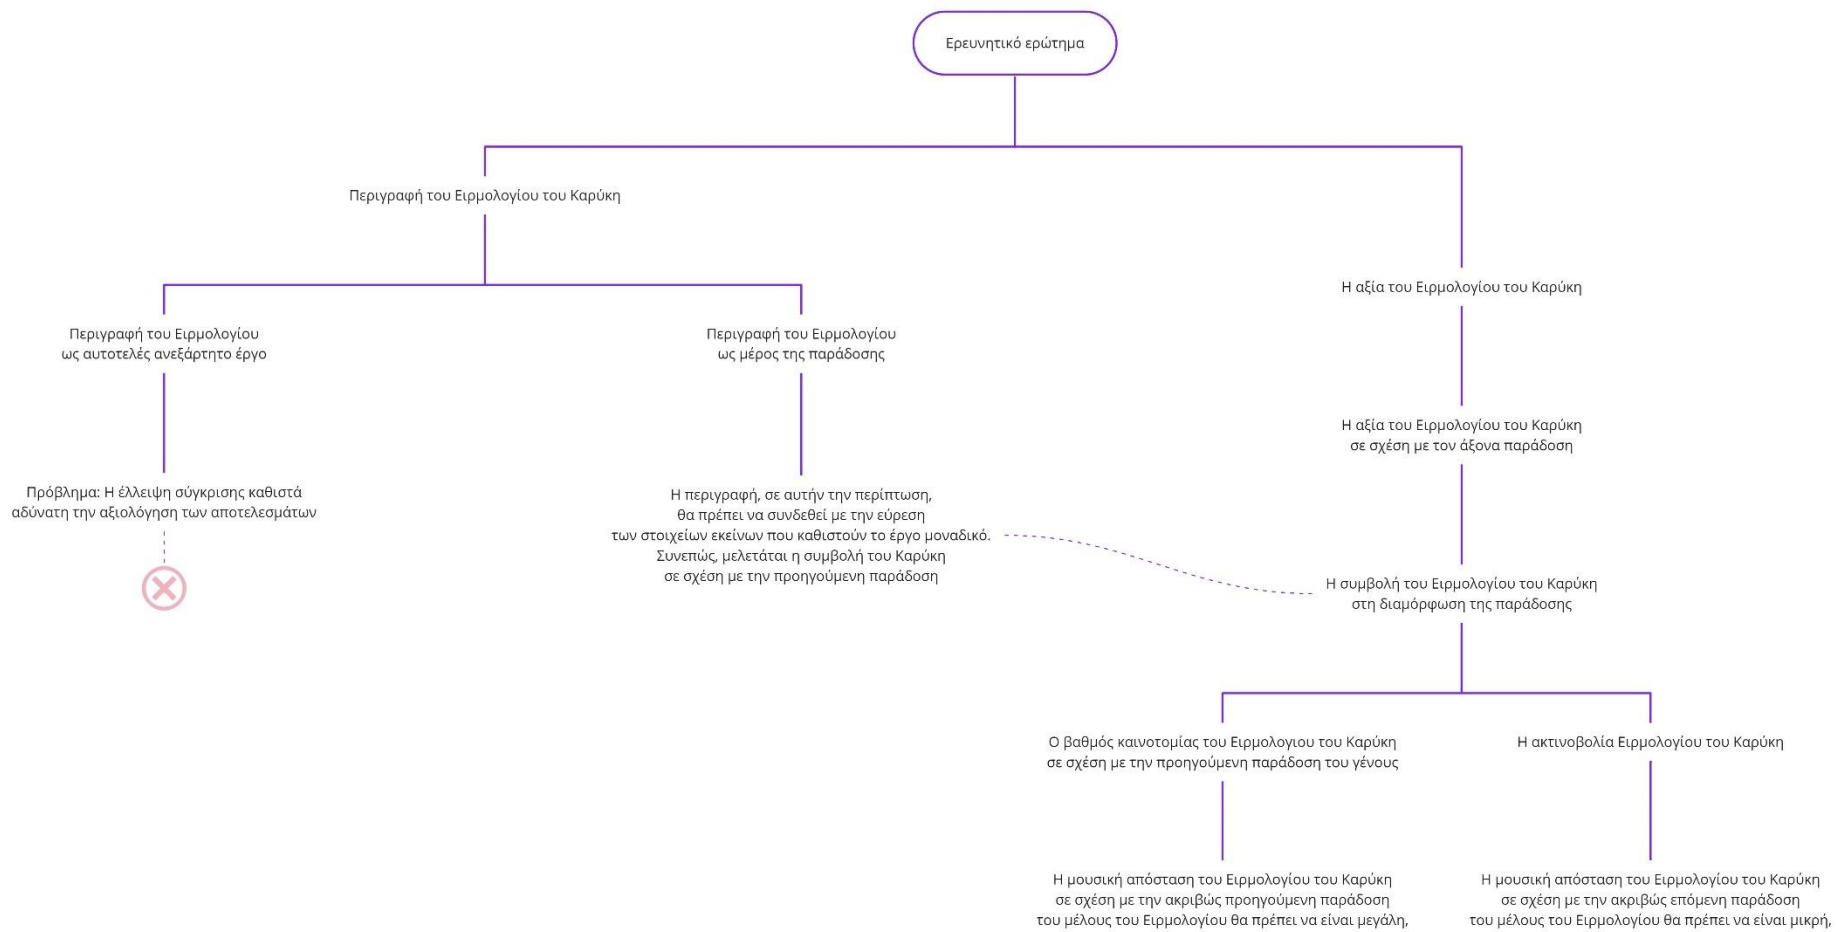 Ερευνητικό ερώτημα
Περιγραφή του Ειρμολογίου του Καρύκη
Η αξία του Ειρμολογίου του Καρύκη
Περιγραφή του Ειρμολογίου
ως αυτοτελές ανεξάρτητο έργο
Περιγραφή του Ειρμολογίου
ως μέρος της παράδοσης
Η αξία του Ειρμολογίου του Καρύκη
σε σχέση με τον άξονα παράδοση
Πρόβλημα: Η έλλειψη σύγκρισης καθιστά
αδύνατη την αξιολόγηση των αποτελεσμάτων
Η περιγραφή, σε αυτήν την περίπτωση,
θα πρέπει να συνδεθεί με την εύρεση
των στοιχείων εκείνων που καθιστούν το έργο μοναδικό.
Συνεπώς, μελετάται η συμβολή του Καρύκη
σε σχέση με την προηγούμενη παράδοση
Η συμβολή του Ειρμολογίου του Καρύκη
στη διαμόρφωση της παράδοσης
Ο βαθμός καινοτομίας του Ειρμολογιου του Καρύκη
σε σχέση με την προηγούμενη παράδοση του γένους
Η ακτινοβολία Ειρμολογίου του Καρύκη
Η μουσική απόσταση του Ειρμολογίου του Καρύκη
σε σχέση με την ακριβώς προηγούμενη παράδοση
του μέλους του Ειρμολογίου θα πρέπει να είναι μεγάλη,
Η μουσική απόσταση του Ειρμολογίου του Καρύκη
σε σχέση με την ακριβώς επόμενη παράδοση
του μέλους του Ειρμολογίου θα πρέπει να είναι μικρή,